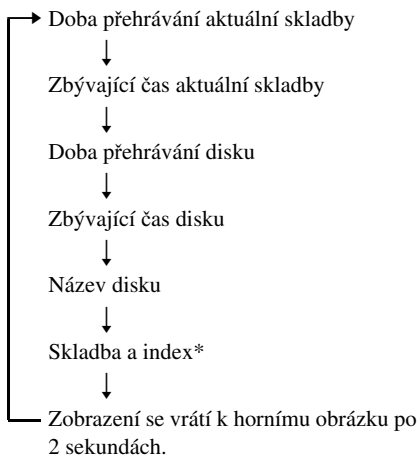 Doba přehrávání aktuální skladby
Zbývající čas aktuální skladby
Doba přehrávání disku
Zbývající čas disku
Název disku
Skladba a index*
Zobrazení se vrátí k hornímu obrázku po
2 sekundách.